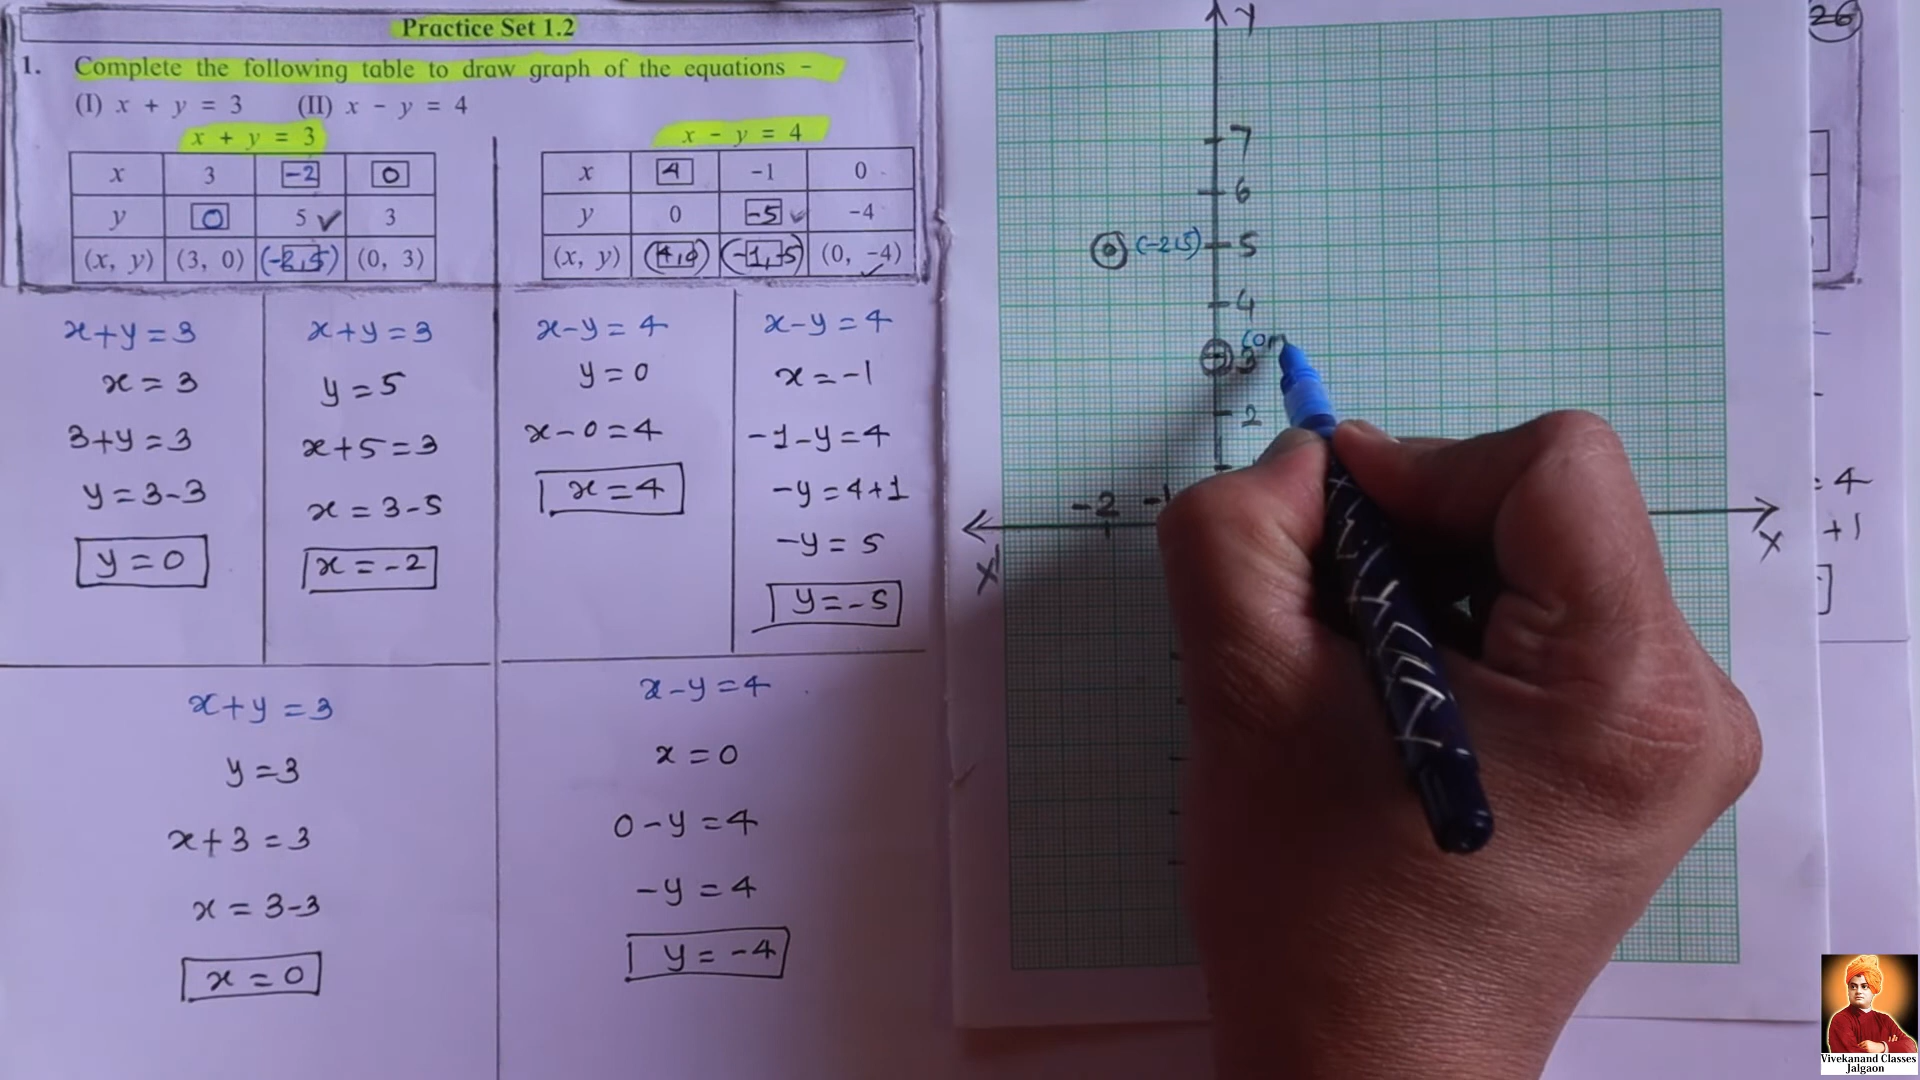 Practice Set 1.2
1. Complete the following table to draw graph of the equations -
(I) x + y = 3 (II) x - y = 4
x + y = 3
x 3 -2 0
y 0 5 ✓ 3
(x, y) (3, 0) (-2,5) (0, 3)
x - y = 4
x 4 -1 0
y 0 -5 ✓ -4
(x, y) (4,0) (-1,-5) (0, -4)
x+y=3
x=3
3+y=3
y=3-3
y=0
x+y=3
y=5
x+5=3
x=3-5
x=-2
x-y=4
y=0
x-0=4
x=4
x-y=4
x=-1
-1-y=4
-y=4+1
-y=5
y=-5
x+y=3
y=3
x+3=3
x=3-3
x=0
x-y=4
x=0
0-y=4
-y=4
y=-4
Y
7
6
(-2,5) 5
4
3
2
-2 -1
X' X
26
=4
+1
Vivekanand Classes
Jalgaon